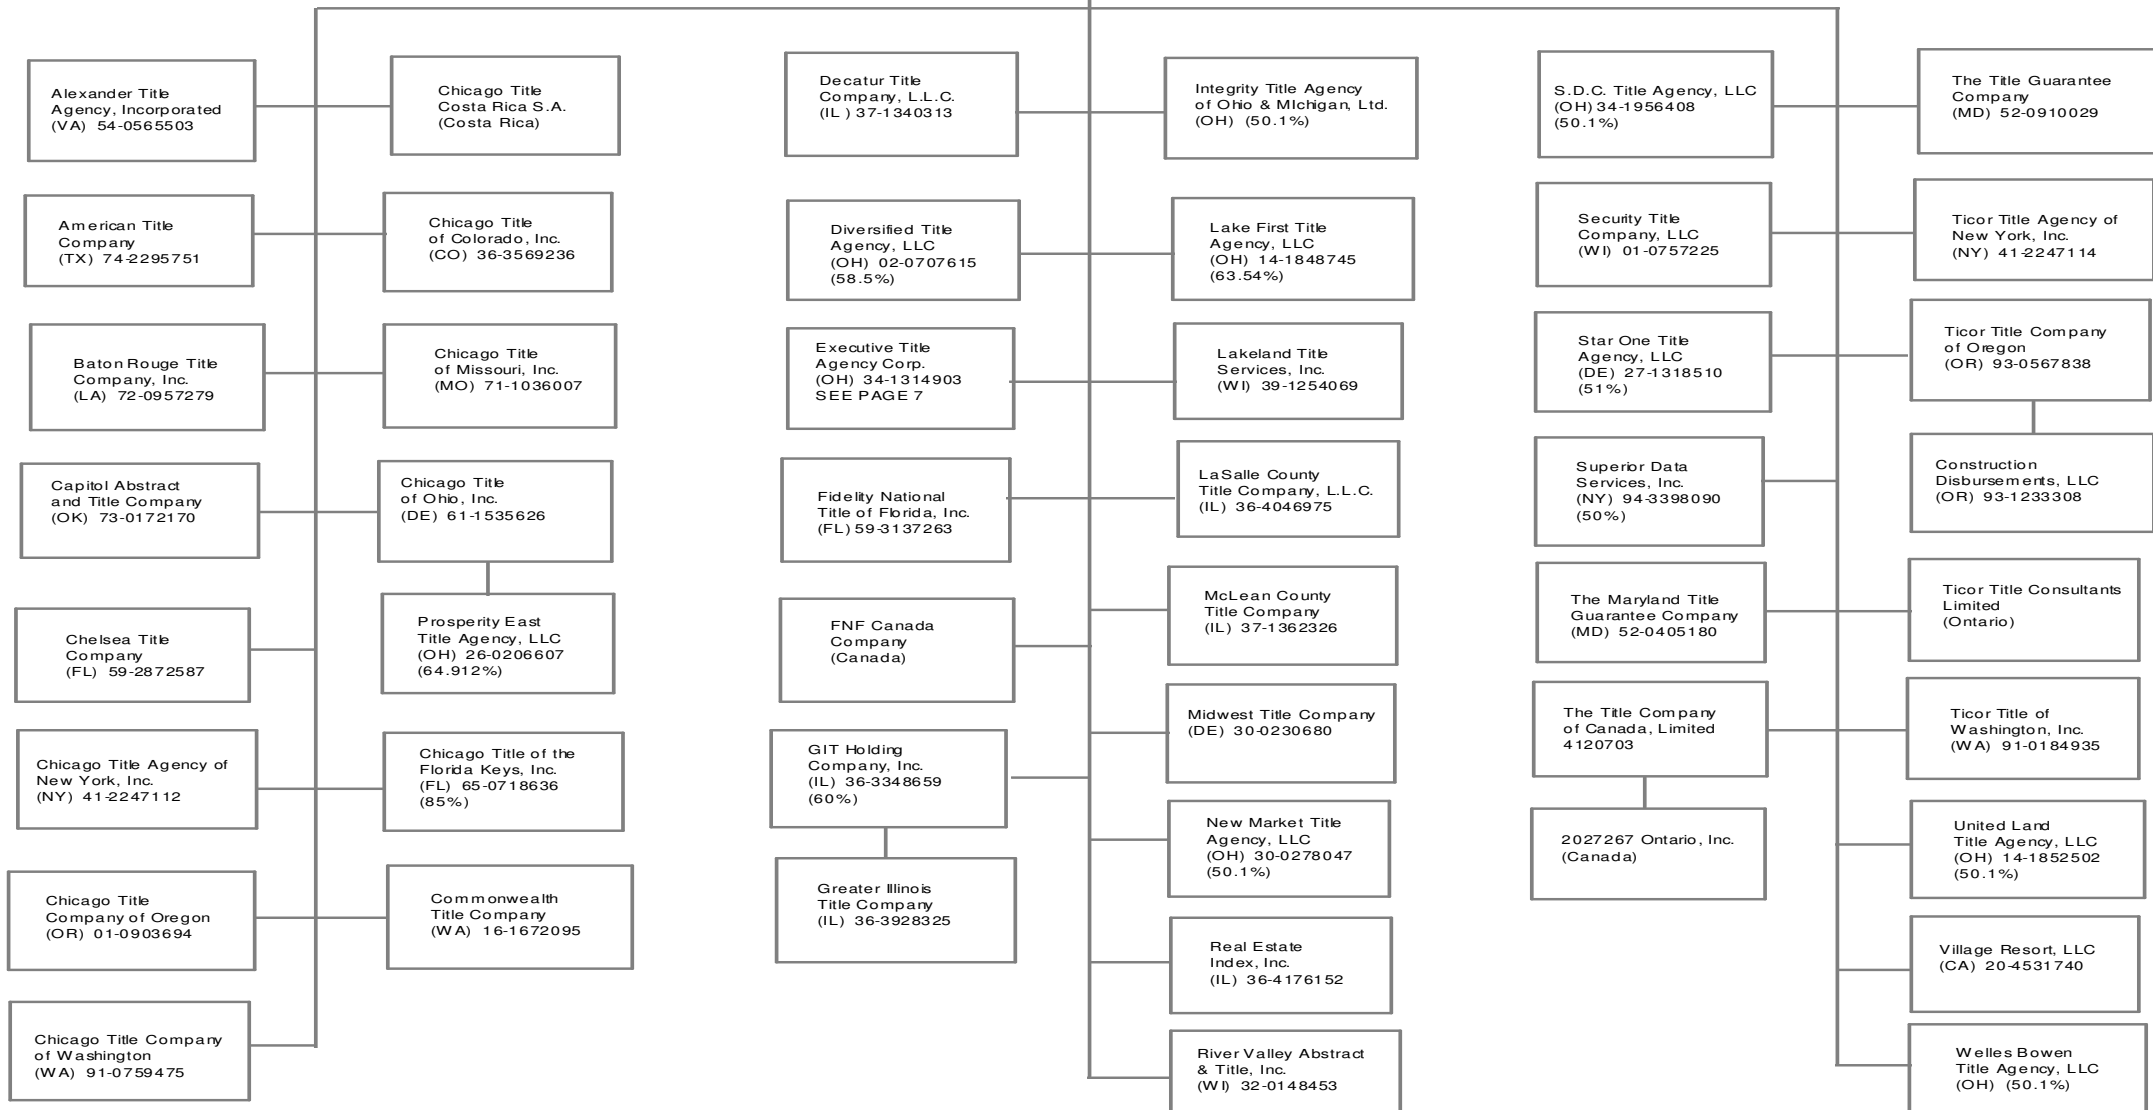 Alexander Title
Agency, Incorporated
(VA) 54-0565503
Chicago Title
Costa Rica S.A.
(Costa Rica)
American Title
Company
(TX) 74-2295751
Chicago Title
of Colorado, Inc.
(CO) 36-3569236
Baton Rouge Title
Company, Inc.
(LA) 72-0957279
Chicago Title
of Missouri, Inc.
(MO) 71-1036007
Capitol Abstract
and Title Company
(OK) 73-0172170
Chicago Title
of Ohio, Inc.
(DE) 61-1535626
Chelsea Title
Company
(FL) 59-2872587
Prosperity East
Title Agency, LLC
(OH) 26-0206607
(64.912%)
Chicago Title Agency of
New York, Inc.
(NY) 41-2247112
Chicago Title of the
Florida Keys, Inc.
(FL) 65-0718636
(85%)
Chicago Title
Company of Oregon
(OR) 01-0903694
Commonwealth
Title Company
(WA) 16-1672095
Chicago Title Company
of Washington
(WA) 91-0759475
Decatur Title
Company, L.L.C.
(IL ) 37-1340313
Integrity Title Agency
of Ohio & MIchigan, Ltd.
(OH) (50.1%)
Diversified Title
Agency, LLC
(OH) 02-0707615
(58.5%)
Lake First Title
Agency, LLC
(OH) 14-1848745
(63.54%)
Executive Title
Agency Corp.
(OH) 34-1314903
SEE PAGE 7
Lakeland Title
Services, Inc.
(WI) 39-1254069
Fidelity National
Title of Florida, Inc.
(FL) 59-3137263
LaSalle County
Title Company, L.L.C.
(IL) 36-4046975
FNF Canada
Company
(Canada)
McLean County
Title Company
(IL) 37-1362326
Midwest Title Company
(DE) 30-0230680
GIT Holding
Company, Inc.
(IL) 36-3348659
(60%)
New Market Title
Agency, LLC
(OH) 30-0278047
(50.1%)
Greater Illinois
Title Company
(IL) 36-3928325
Real Estate
Index, Inc.
(IL) 36-4176152
River Valley Abstract
& Title, Inc.
(WI) 32-0148453
S.D.C. Title Agency, LLC
(OH) 34-1956408
(50.1%)
The Title Guarantee
Company
(MD) 52-0910029
Security Title
Company, LLC
(WI) 01-0757225
Ticor Title Agency of
New York, Inc.
(NY) 41-2247114
Star One Title
Agency, LLC
(DE) 27-1318510
(51%)
Ticor Title Company
of Oregon
(OR) 93-0567838
Superior Data
Services, Inc.
(NY) 94-3398090
(50%)
Construction
Disbursements, LLC
(OR) 93-1233308
The Maryland Title
Guarantee Company
(MD) 52-0405180
Ticor Title Consultants
Limited
(Ontario)
The Title Company
of Canada, Limited
4120703
Ticor Title of
Washington, Inc.
(WA) 91-0184935
2027267 Ontario, Inc.
(Canada)
United Land
Title Agency, LLC
(OH) 14-1852502
(50.1%)
Village Resort, LLC
(CA) 20-4531740
Welles Bowen
Title Agency, LLC
(OH) (50.1%)